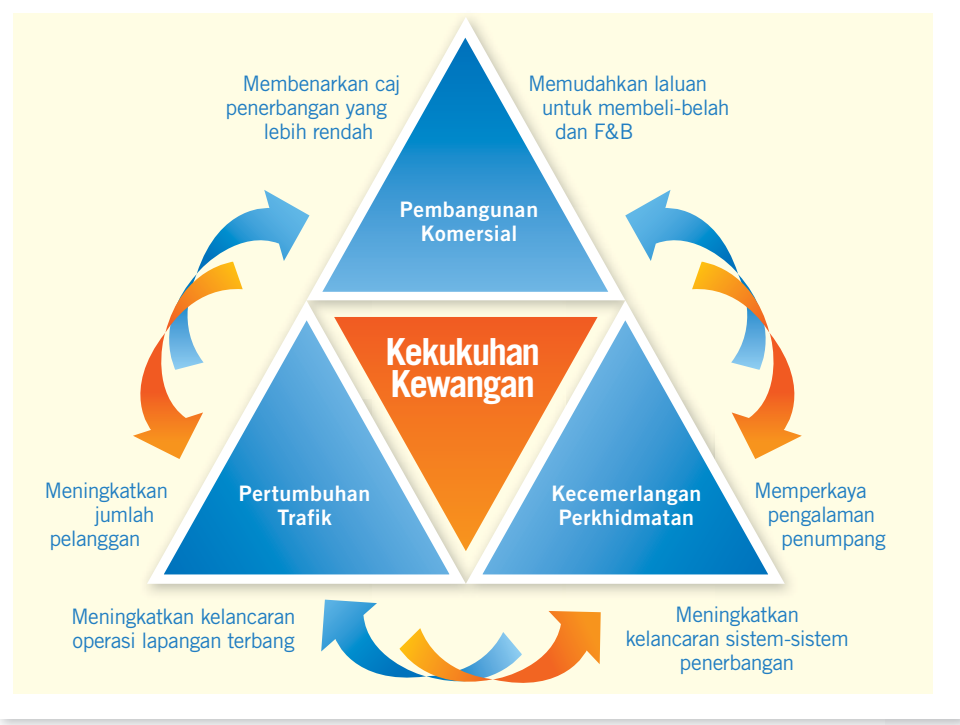 Membenarkan caj
penerbangan yang
lebih rendah
Memudahkan laluan
untuk membeli-belah
dan F&B
Pembangunan
Komersial
Kekukuhan
Kewangan
Meningkatkan
jumlah
pelanggan
Pertumbuhan
Trafik
Kecemerlangan
Perkhidmatan
Memperkaya
pengalaman
penumpang
Meningkatkan kelancaran
operasi lapangan terbang
Meningkatkan
kelancaran sistem-sistem
penerbangan